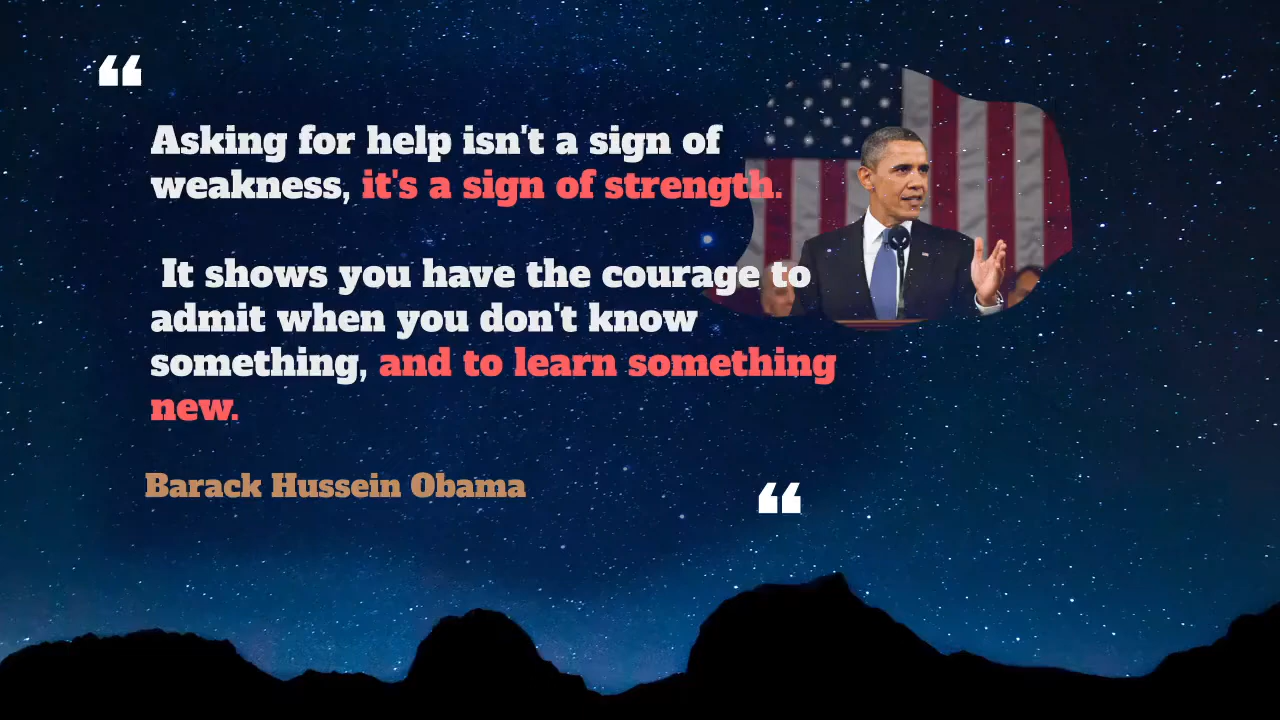 ❝
Asking for help isn't a sign of
weakness, it's a sign of strength.
It shows you have the courage to
admit when you don't know
something, and to learn something
new.
Barack Hussein Obama
❝